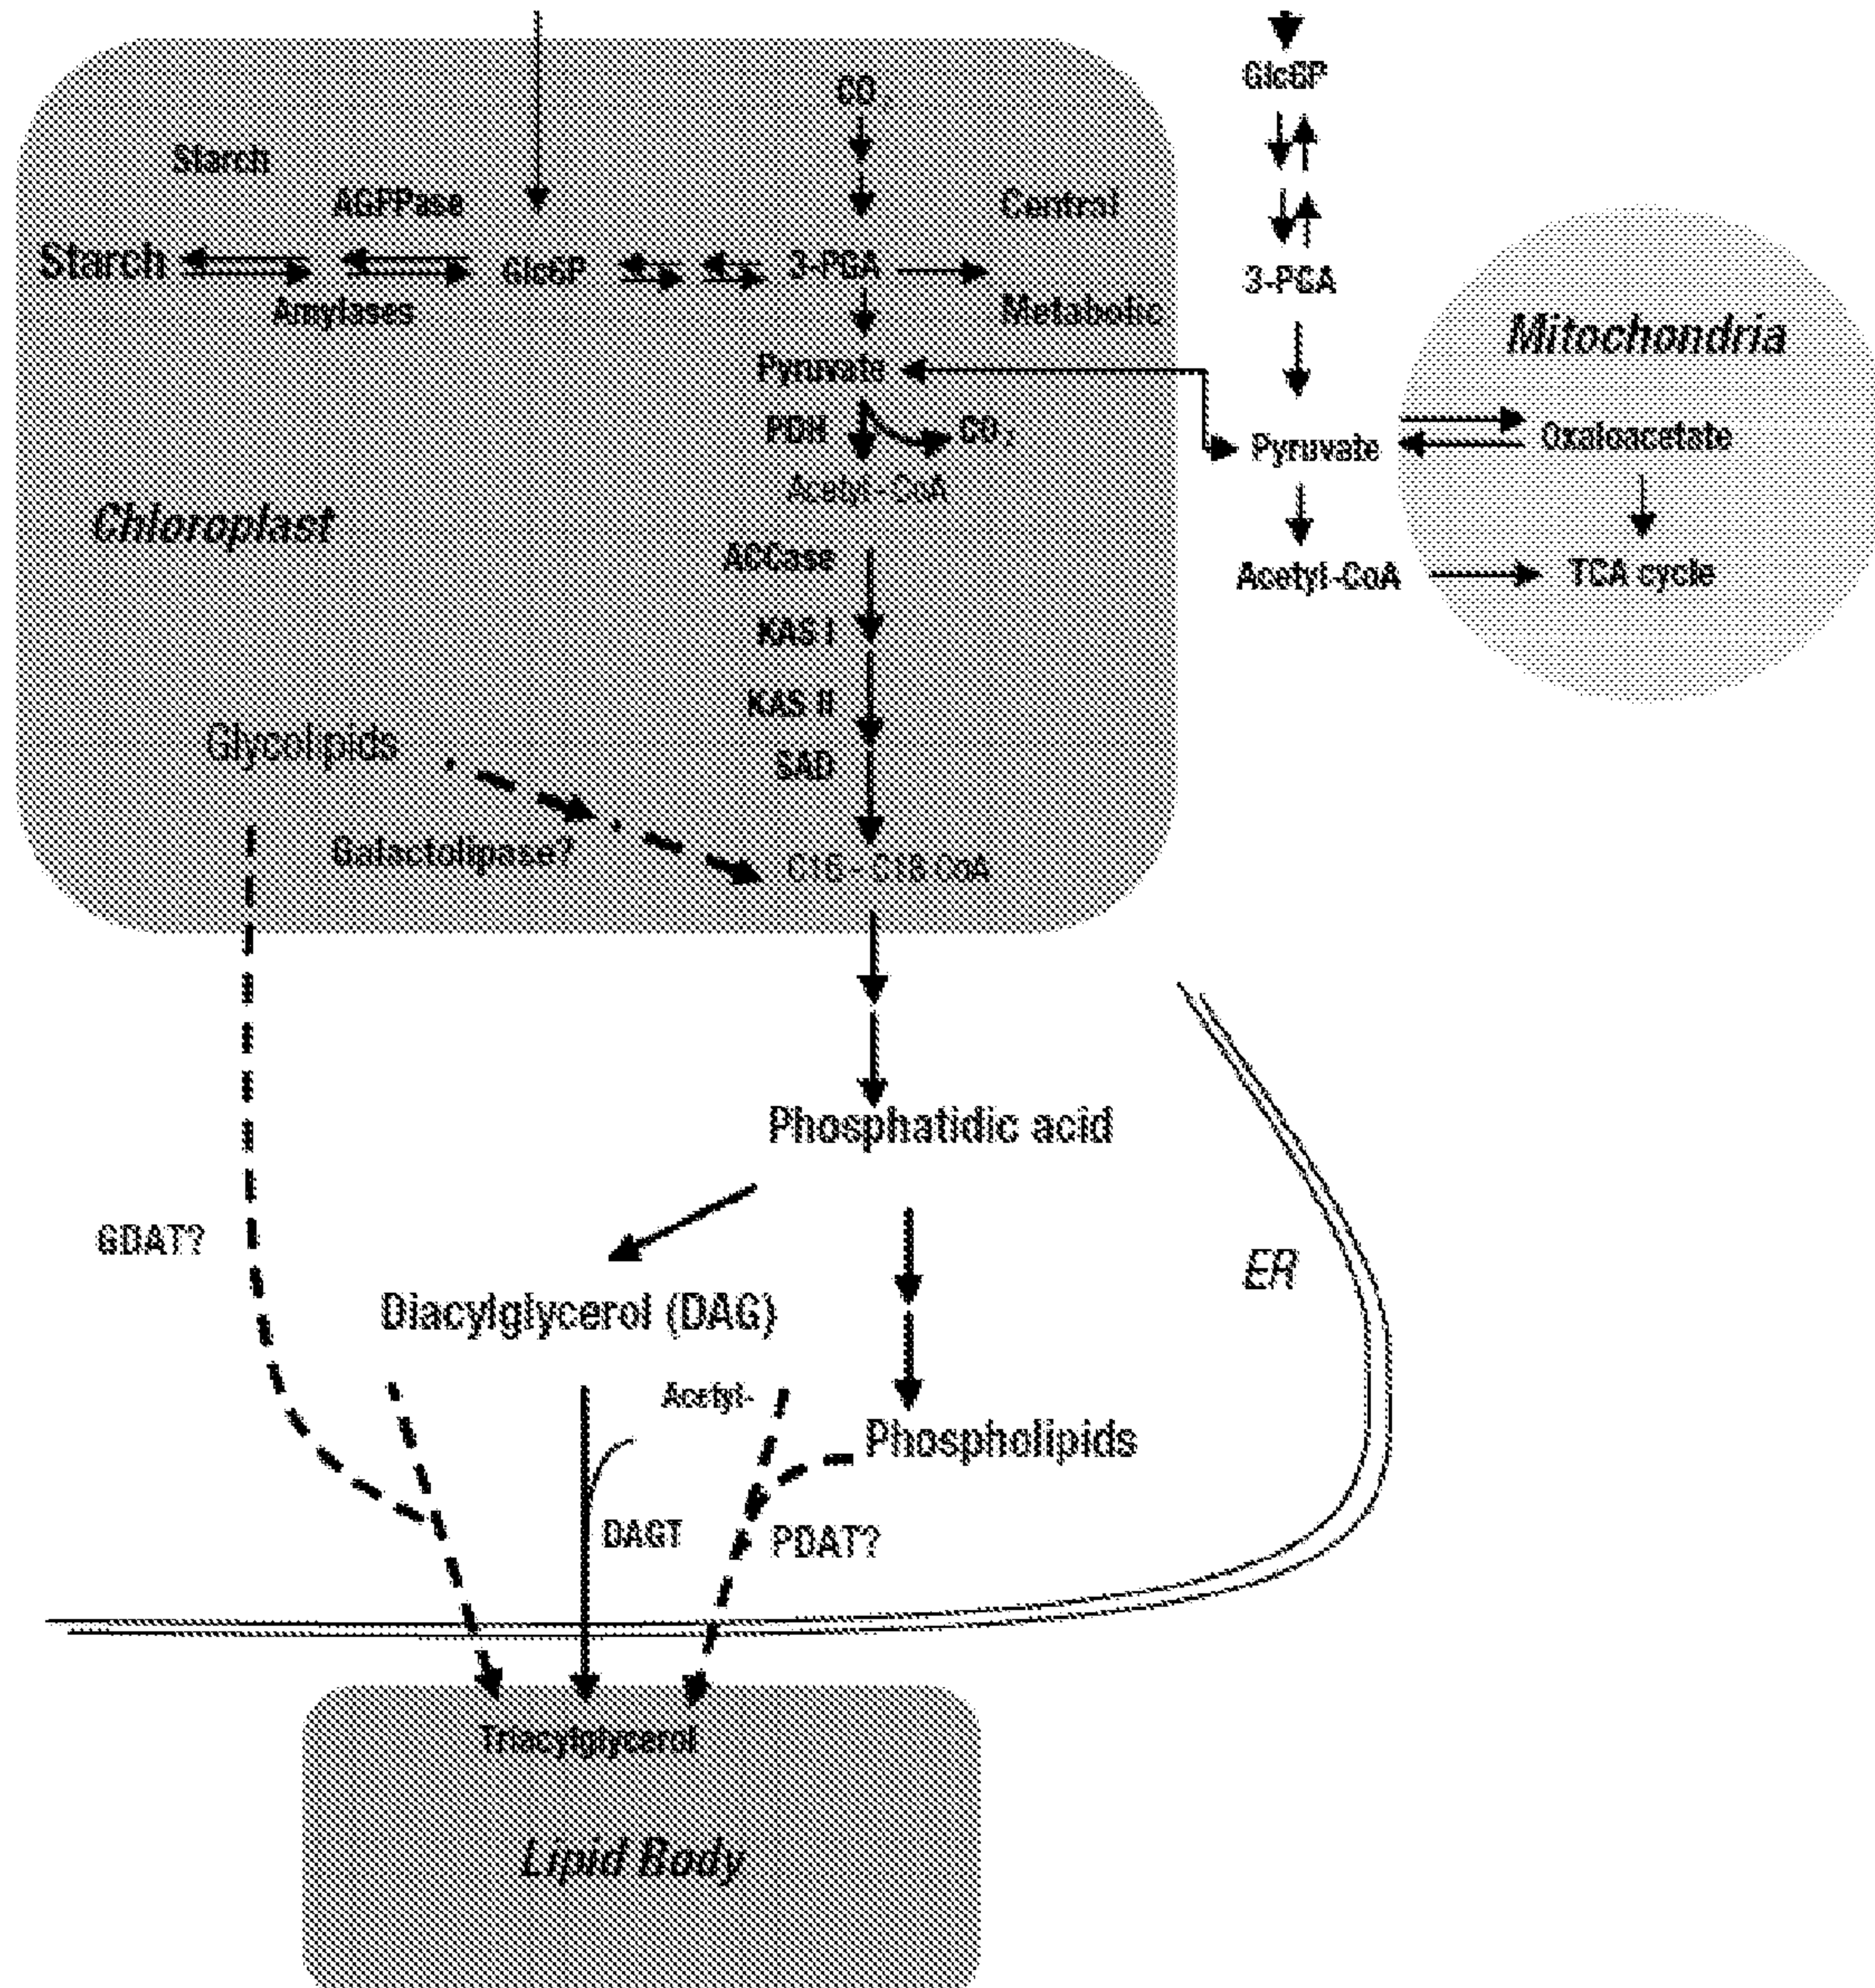 CO2
Glc6P
Starch
AGPPase
Central
Starch
Glc6P
3-PGA
3-PGA
Amylases
Metabolic
Mitochondria
Pyruvate
PDH
CO2
Pyruvate
Oxaloacetate
Acetyl-CoA
Chloroplast
ACCase
Acetyl-CoA
TCA cycle
KAS I
KAS II
Glycolipids
SAD
Galactolipase?
C16 - C18 CoA
Phosphatidic acid
GDAT?
ER
Diacylglycerol (DAG)
Acetyl-
Phospholipids
DAGT
PDAT?
Triacylglycerol
Lipid Body